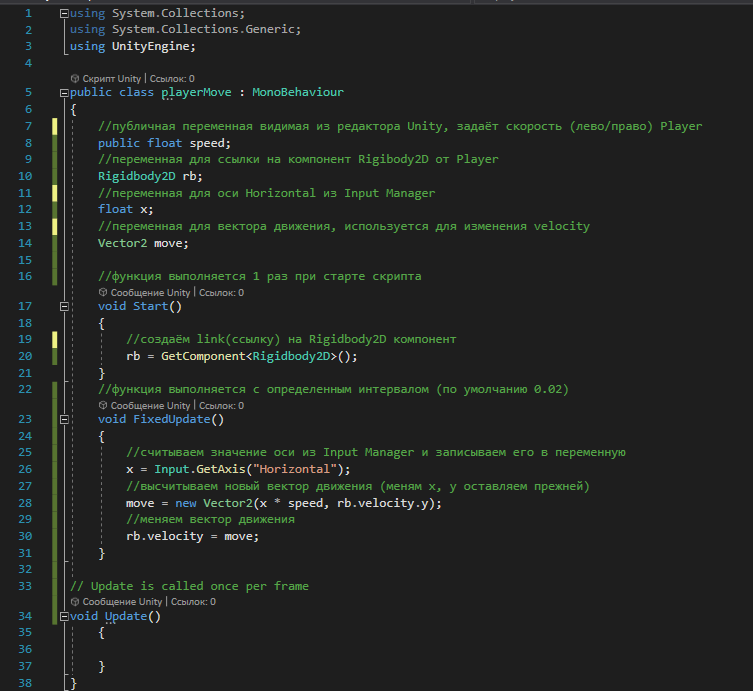 1 using System.Collections;
2 using System.Collections.Generic;
3 using UnityEngine;
4
Скрипт Unity | Ссылок: 0
5 public class playerMove : MonoBehaviour
6 {
7 //публичная переменная видимая из редактора Unity, задаёт скорость (лево/право) Player
8 public float speed;
9 //переменная для ссылки на компонент Rigibody2D от Player
10 Rigidbody2D rb;
11 //переменная для оси Horizontal из Input Manager
12 float x;
13 //переменная для вектора движения, используется для изменения velocity
14 Vector2 move;
15
16 //функция выполняется 1 раз при старте скрипта
Сообщение Unity | Ссылок: 0
17 void Start()
18 {
19 //создаём link(ссылку) на Rigidbody2D компонент
20 rb = GetComponent<Rigidbody2D>();
21 }
22 //функция выполняется с определенным интервалом (по умолчанию 0.02)
Сообщение Unity | Ссылок: 0
23 void FixedUpdate()
24 {
25 //считываем значение оси из Input Manager и записываем его в переменную
26 x = Input.GetAxis("Horizontal");
27 //высчитываем новый вектор движения (меням x, y оставляем прежней)
28 move = new Vector2(x * speed, rb.velocity.y);
29 //меняем вектор движения
30 rb.velocity = move;
31 }
32
33 // Update is called once per frame
Сообщение Unity | Ссылок: 0
34 void Update()
35 {
36
37 }
38 }